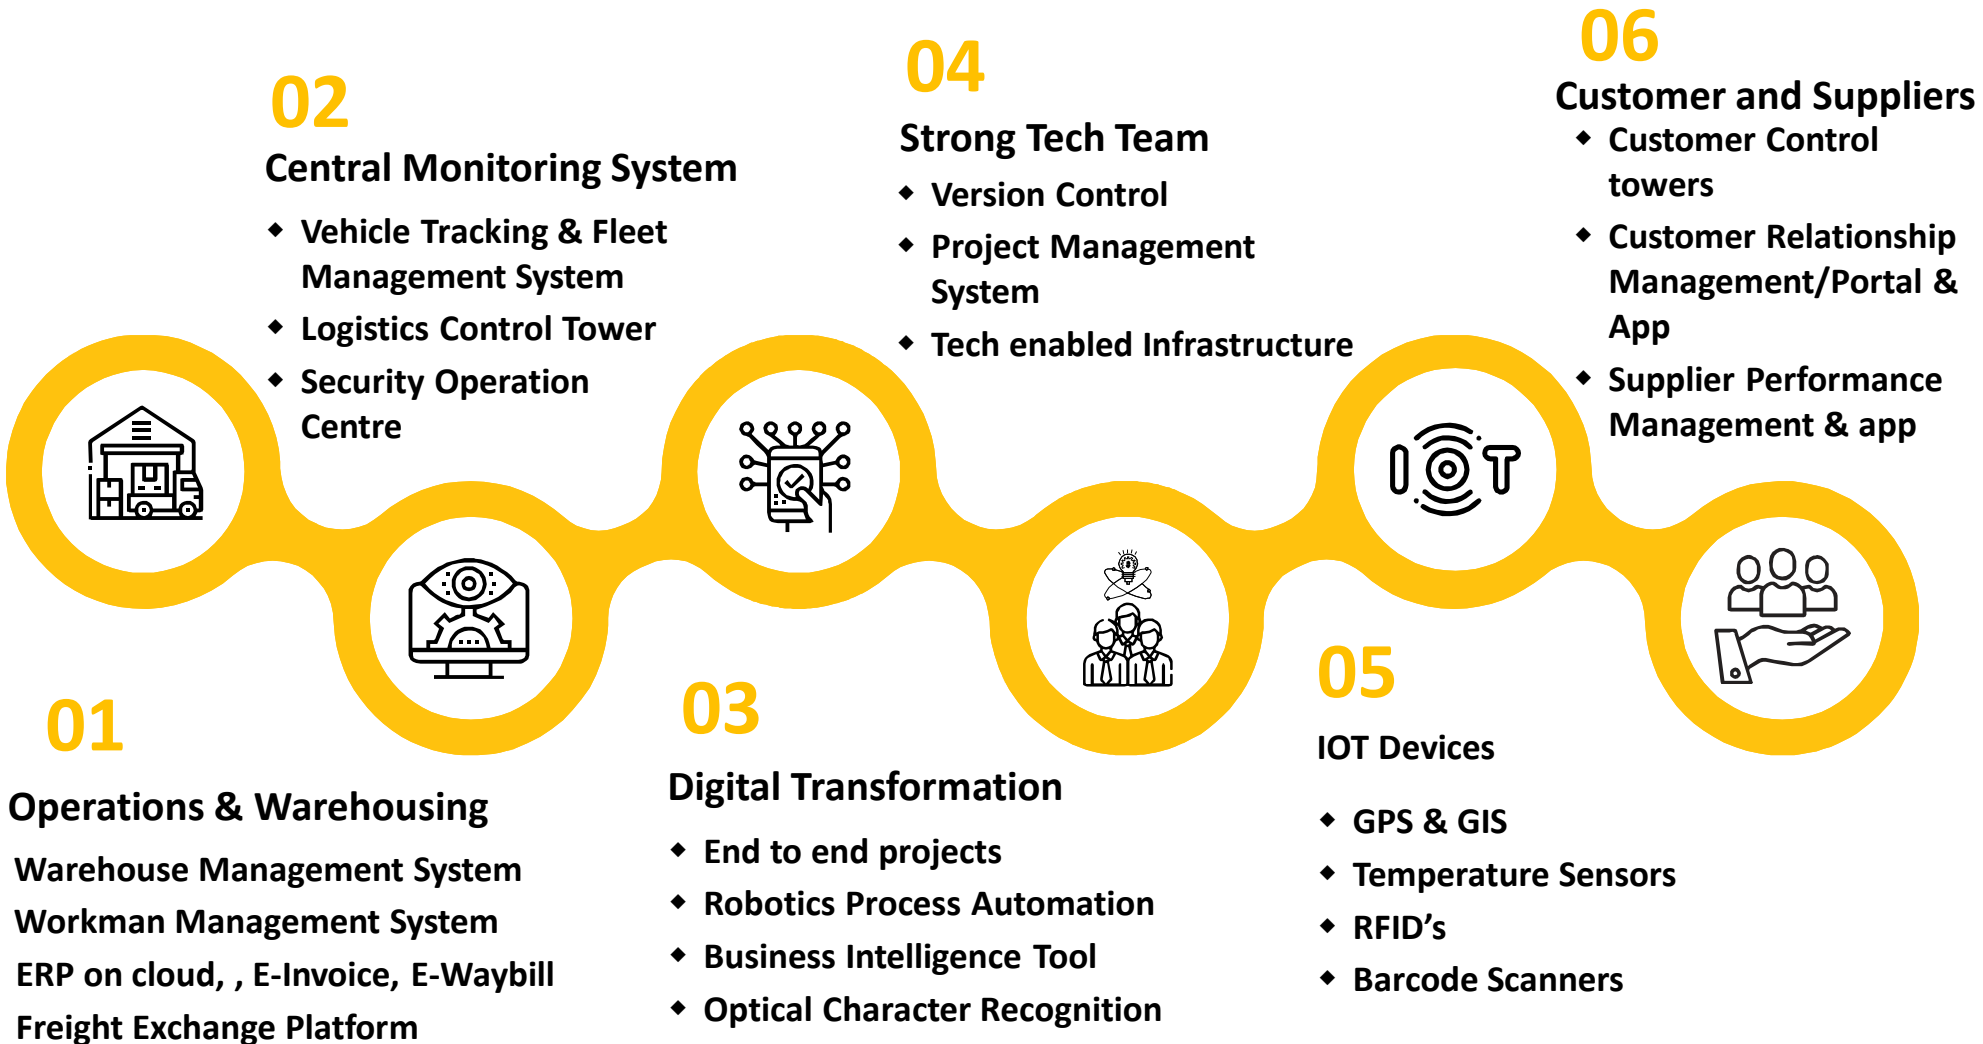 01
Operations & Warehousing
Warehouse Management System
Workman Management System
ERP on cloud, , E-Invoice, E-Waybill
Freight Exchange Platform
02
Central Monitoring System
◆ Vehicle Tracking & Fleet
Management System
◆ Logistics Control Tower
◆ Security Operation
Centre
03
Digital Transformation
◆ End to end projects
◆ Robotics Process Automation
◆ Business Intelligence Tool
◆ Optical Character Recognition
04
Strong Tech Team
◆ Version Control
◆ Project Management
System
◆ Tech enabled Infrastructure
IOT
05
IOT Devices
◆ GPS & GIS
◆ Temperature Sensors
◆ RFID’s
◆ Barcode Scanners
06
Customer and Suppliers
◆ Customer Control
towers
◆ Customer Relationship
Management/Portal &
App
◆ Supplier Performance
Management & app